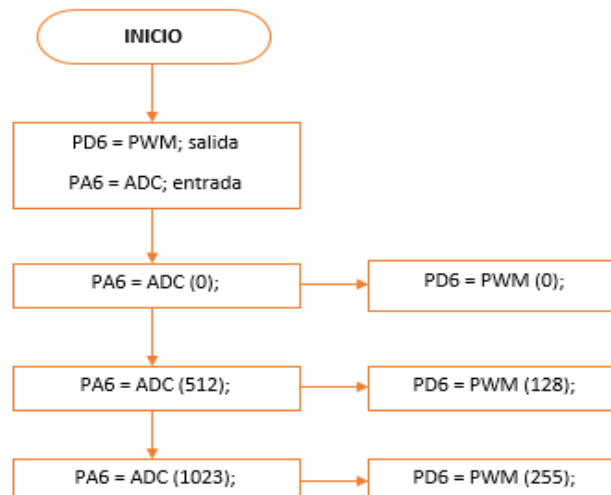 INICIO
PD6 = PWM; salida
PA6 = ADC; entrada
PA6 = ADC (0);
PD6 = PWM (0);
PA6 = ADC (512);
PD6 = PWM (128);
PA6 = ADC (1023);
PD6 = PWM (255);